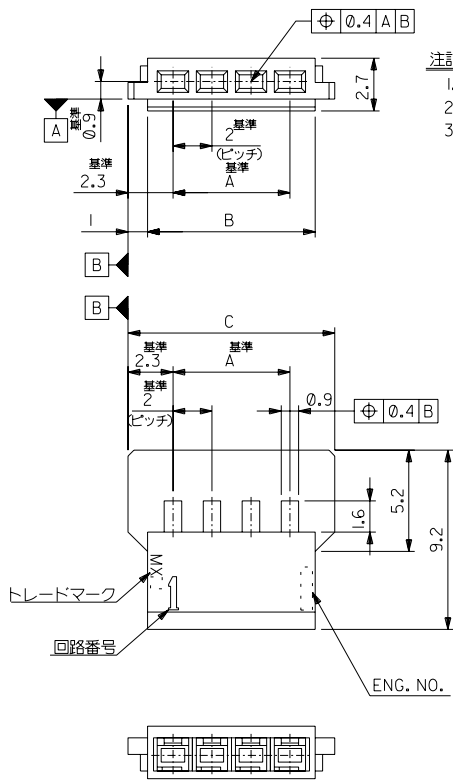 ⌖ 0.4 A B
注記
1.
2
3
2.7
A
基準
0.9
基準
2
(ピッチ)
基準
2.3
基準
A
1
B
B
B
C
基準
2.3
基準
A
基準
2
(ピッチ)
0.9
⌖ 0.4 B
1.6
5.2
9.2
MX
1
トレードマーク
回路番号
ENG. NO.